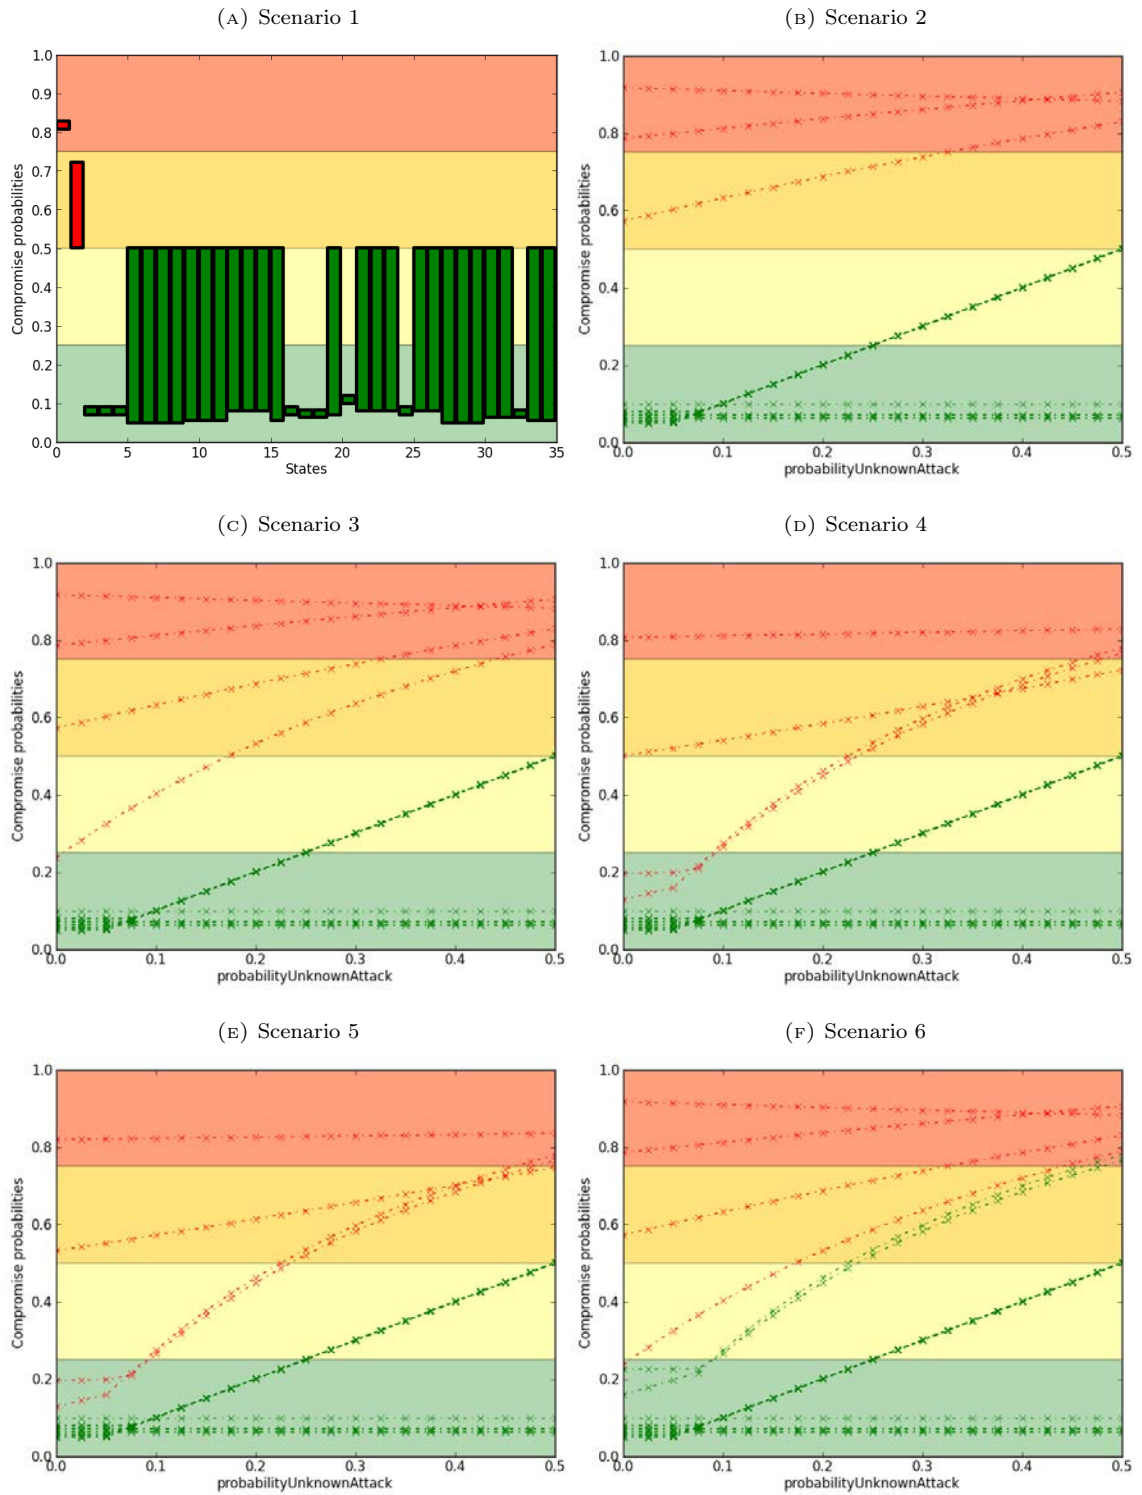 (A) Scenario 1
(B) Scenario 2
1.0
0.9
0.8
0.7
0.6
0.5
0.4
0.3
0.2
0.1
0.0
Compromise probabilities
0 5 10 15 20 25 30 35
States
1.0
0.8
0.6
0.4
0.2
0.0
Compromise probabilities
0.0 0.1 0.2 0.3 0.4 0.5
probabilityUnknownAttack
(C) Scenario 3
(D) Scenario 4
1.0
0.8
0.6
0.4
0.2
0.0
Compromise probabilities
0.0 0.1 0.2 0.3 0.4 0.5
probabilityUnknownAttack
1.0
0.8
0.6
0.4
0.2
0.0
Compromise probabilities
0.0 0.1 0.2 0.3 0.4 0.5
probabilityUnknownAttack
(E) Scenario 5
(F) Scenario 6
1.0
0.8
0.6
0.4
0.2
0.0
Compromise probabilities
0.0 0.1 0.2 0.3 0.4 0.5
probabilityUnknownAttack
1.0
0.8
0.6
0.4
0.2
0.0
Compromise probabilities
0.0 0.1 0.2 0.3 0.4 0.5
probabilityUnknownAttack